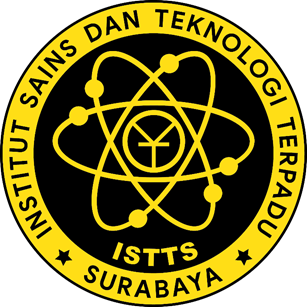 INSTITUT SAINS DAN TEKNOLOGI TERPADU
ISTTS
SURABAYA